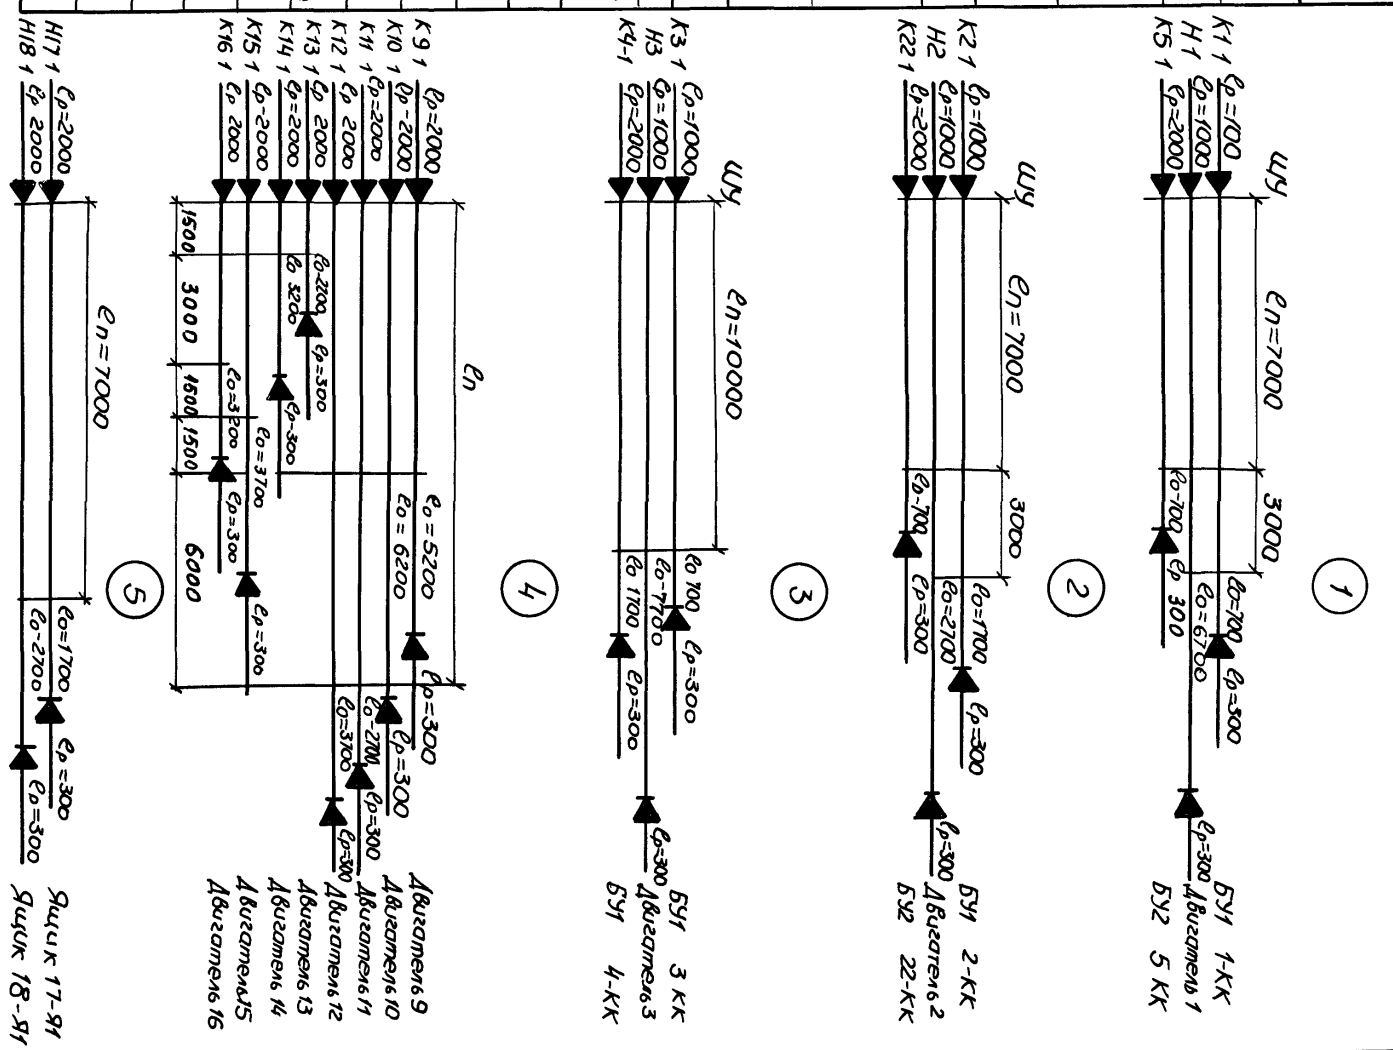 1
ШУ
К1 1 ℓр=100
Н1 ℓр=1000
К5 1 ℓр=2000
ℓп=7000
3000
ℓо=700
ℓр=300
ℓо=6700
ℓр=300
ℓо-700
ℓр 300
БУ1 1-КК
Двигатель 1
БУ2 5 КК
2
ШУ
К2 1 ℓр=1000
Н2 ℓр=1000
К22 1 ℓр=2000
ℓп=7000
3000
ℓо=1700
ℓр=300
ℓо=2700
ℓр=300
ℓо-700
ℓр=300
БУ1 2-КК
Двигатель 2
БУ2 22-КК
3
ШУ
К3 1 ℓр=1000
Н3 ℓр=1000
К4-1 ℓр=2000
ℓп=10000
ℓо 700
ℓр=300
ℓо-7700
ℓр=300
ℓо 1700
ℓр=300
БУ1 3 КК
Двигатель 3
БУ1 4-КК
4
К9 1 ℓр=2000
К10 1 ℓр-2000
К11 1 ℓр=2000
К12 1 ℓр 2000
К13 1 ℓр 2000
К14 1 ℓр=2000
К15 1 ℓр-2000
К16 1 ℓр 2000
ℓп
ℓо=5200
ℓр=300
ℓо=6200
ℓр=300
ℓо-2700
ℓр=300
ℓо=3700
ℓр=300
ℓо-2200
ℓр=300
ℓо 3200
ℓр-300
ℓо=3700
ℓр=300
ℓо=3200
ℓр=300
1500
3000
1500
1500
6000
Двигатель 9
Двигатель 10
Двигатель 11
Двигатель 12
Двигатель 13
Двигатель 14
Двигатель 15
Двигатель 16
5
Н17 1 ℓр=2000
Н18 1 ℓр 2000
ℓп=7000
ℓо=1700
ℓр=300
ℓо-2700
ℓр=300
Ящик 17-Я1
Ящик 18-Я1